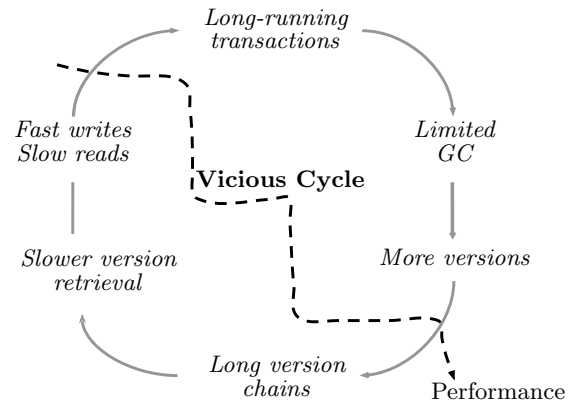 Long-running
transactions
Fast writes
Slow reads
Limited
GC
Vicious Cycle
Slower version
retrieval
More versions
Long version
chains
Performance